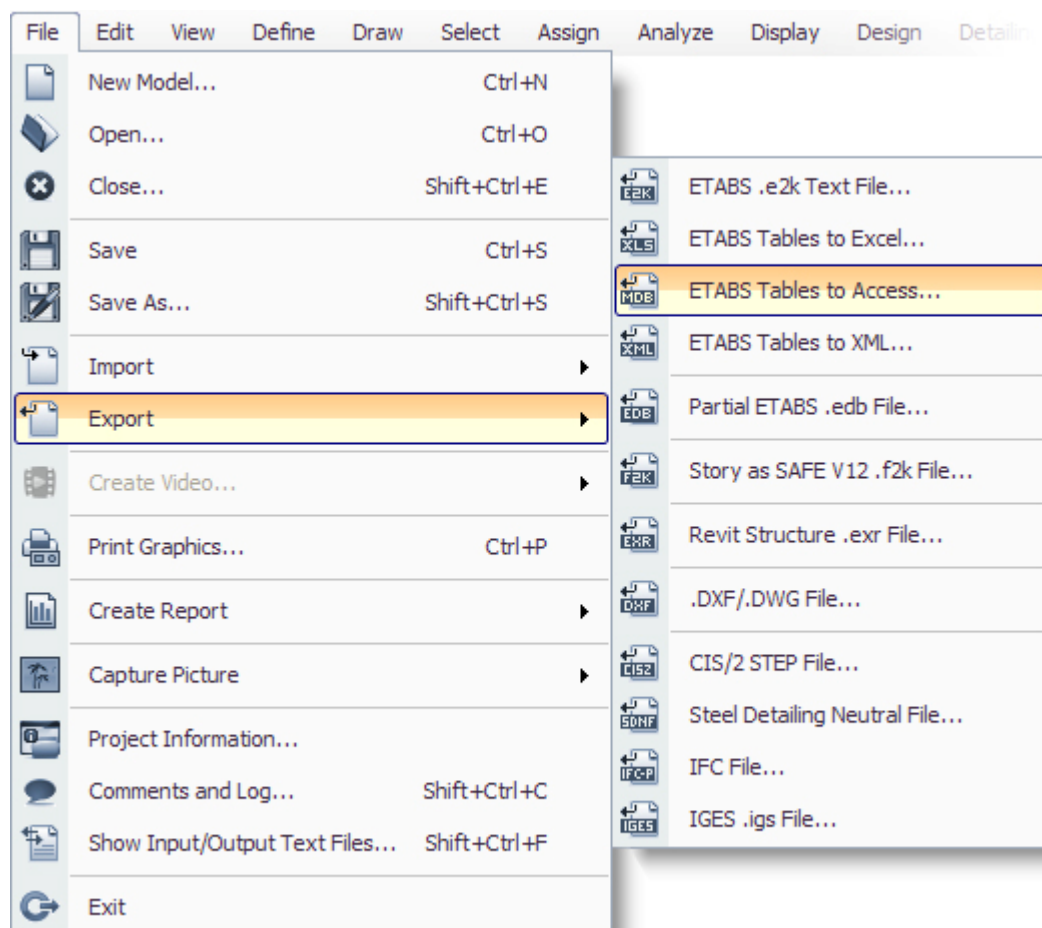 File Edit View Define Draw Select Assign Analyze Display Design Detailin
New Model... Ctrl+N
Open... Ctrl+O
Close... Shift+Ctrl+E
Save Ctrl+S
Save As... Shift+Ctrl+S
Import
Export
Create Video...
Print Graphics... Ctrl+P
Create Report
Capture Picture
Project Information...
Comments and Log... Shift+Ctrl+C
Show Input/Output Text Files... Shift+Ctrl+F
Exit
E2K ETABS .e2k Text File...
XLS ETABS Tables to Excel...
MDB ETABS Tables to Access...
XML ETABS Tables to XML...
EDB Partial ETABS .edb File...
F2K Story as SAFE V12 .f2k File...
EXR Revit Structure .exr File...
DXF .DXF/.DWG File...
CIS2 CIS/2 STEP File...
SDNF Steel Detailing Neutral File...
IFC-P IFC File...
IGES IGES .igs File...